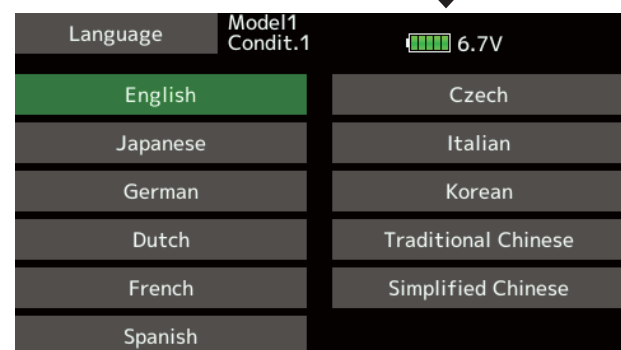 Language
Model1
Condit.1
6.7V
English
Japanese
German
Dutch
French
Spanish
Czech
Italian
Korean
Traditional Chinese
Simplified Chinese